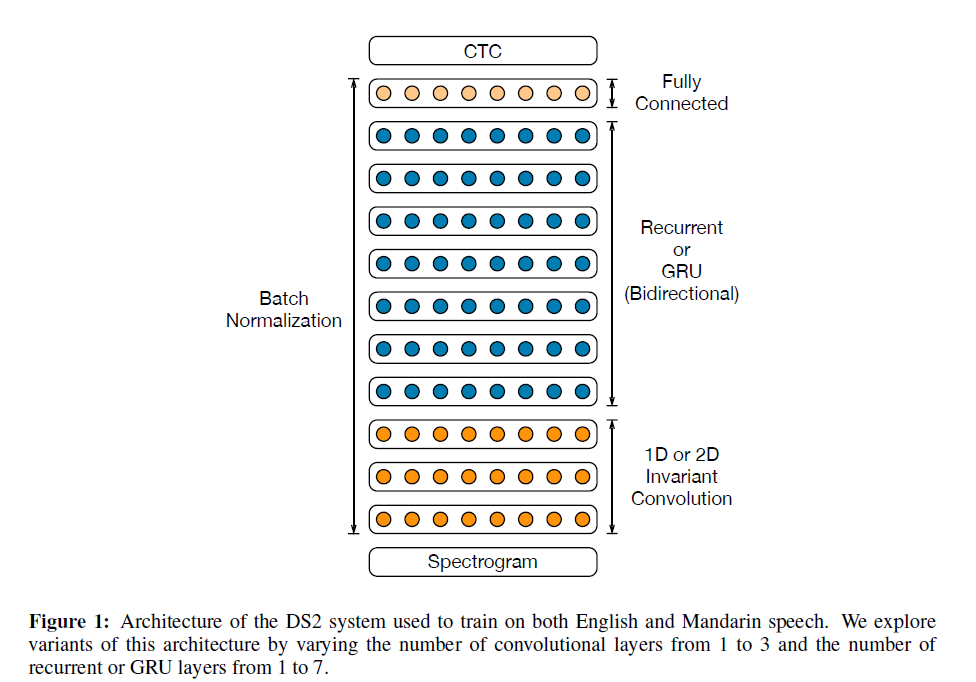 CTC
Fully
Connected
Recurrent
or
GRU
(Bidirectional)
Batch
Normalization
1D or 2D
Invariant
Convolution
Spectrogram
Figure 1: Architecture of the DS2 system used to train on both English and Mandarin speech. We explore
variants of this architecture by varying the number of convolutional layers from 1 to 3 and the number of
recurrent or GRU layers from 1 to 7.